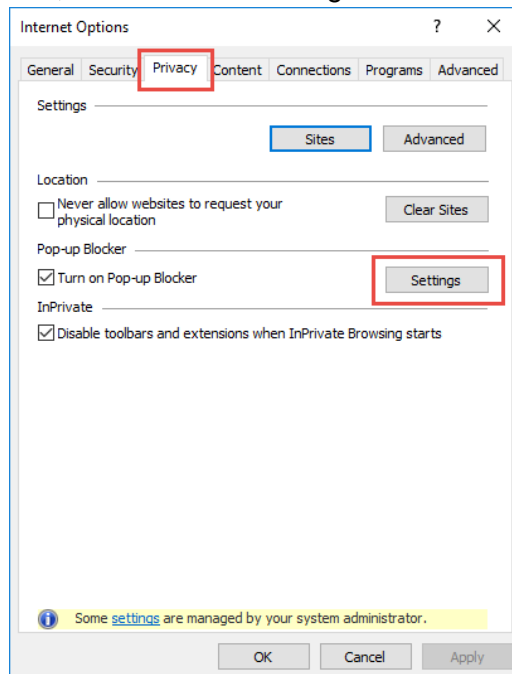 Internet Options ? ×
General Security Privacy Content Connections Programs Advanced
Settings
Sites Advanced
Location
Never allow websites to request your
physical location
Clear Sites
Pop-up Blocker
Turn on Pop-up Blocker Settings
InPrivate
Disable toolbars and extensions when InPrivate Browsing starts
Some settings are managed by your system administrator.
OK Cancel Apply